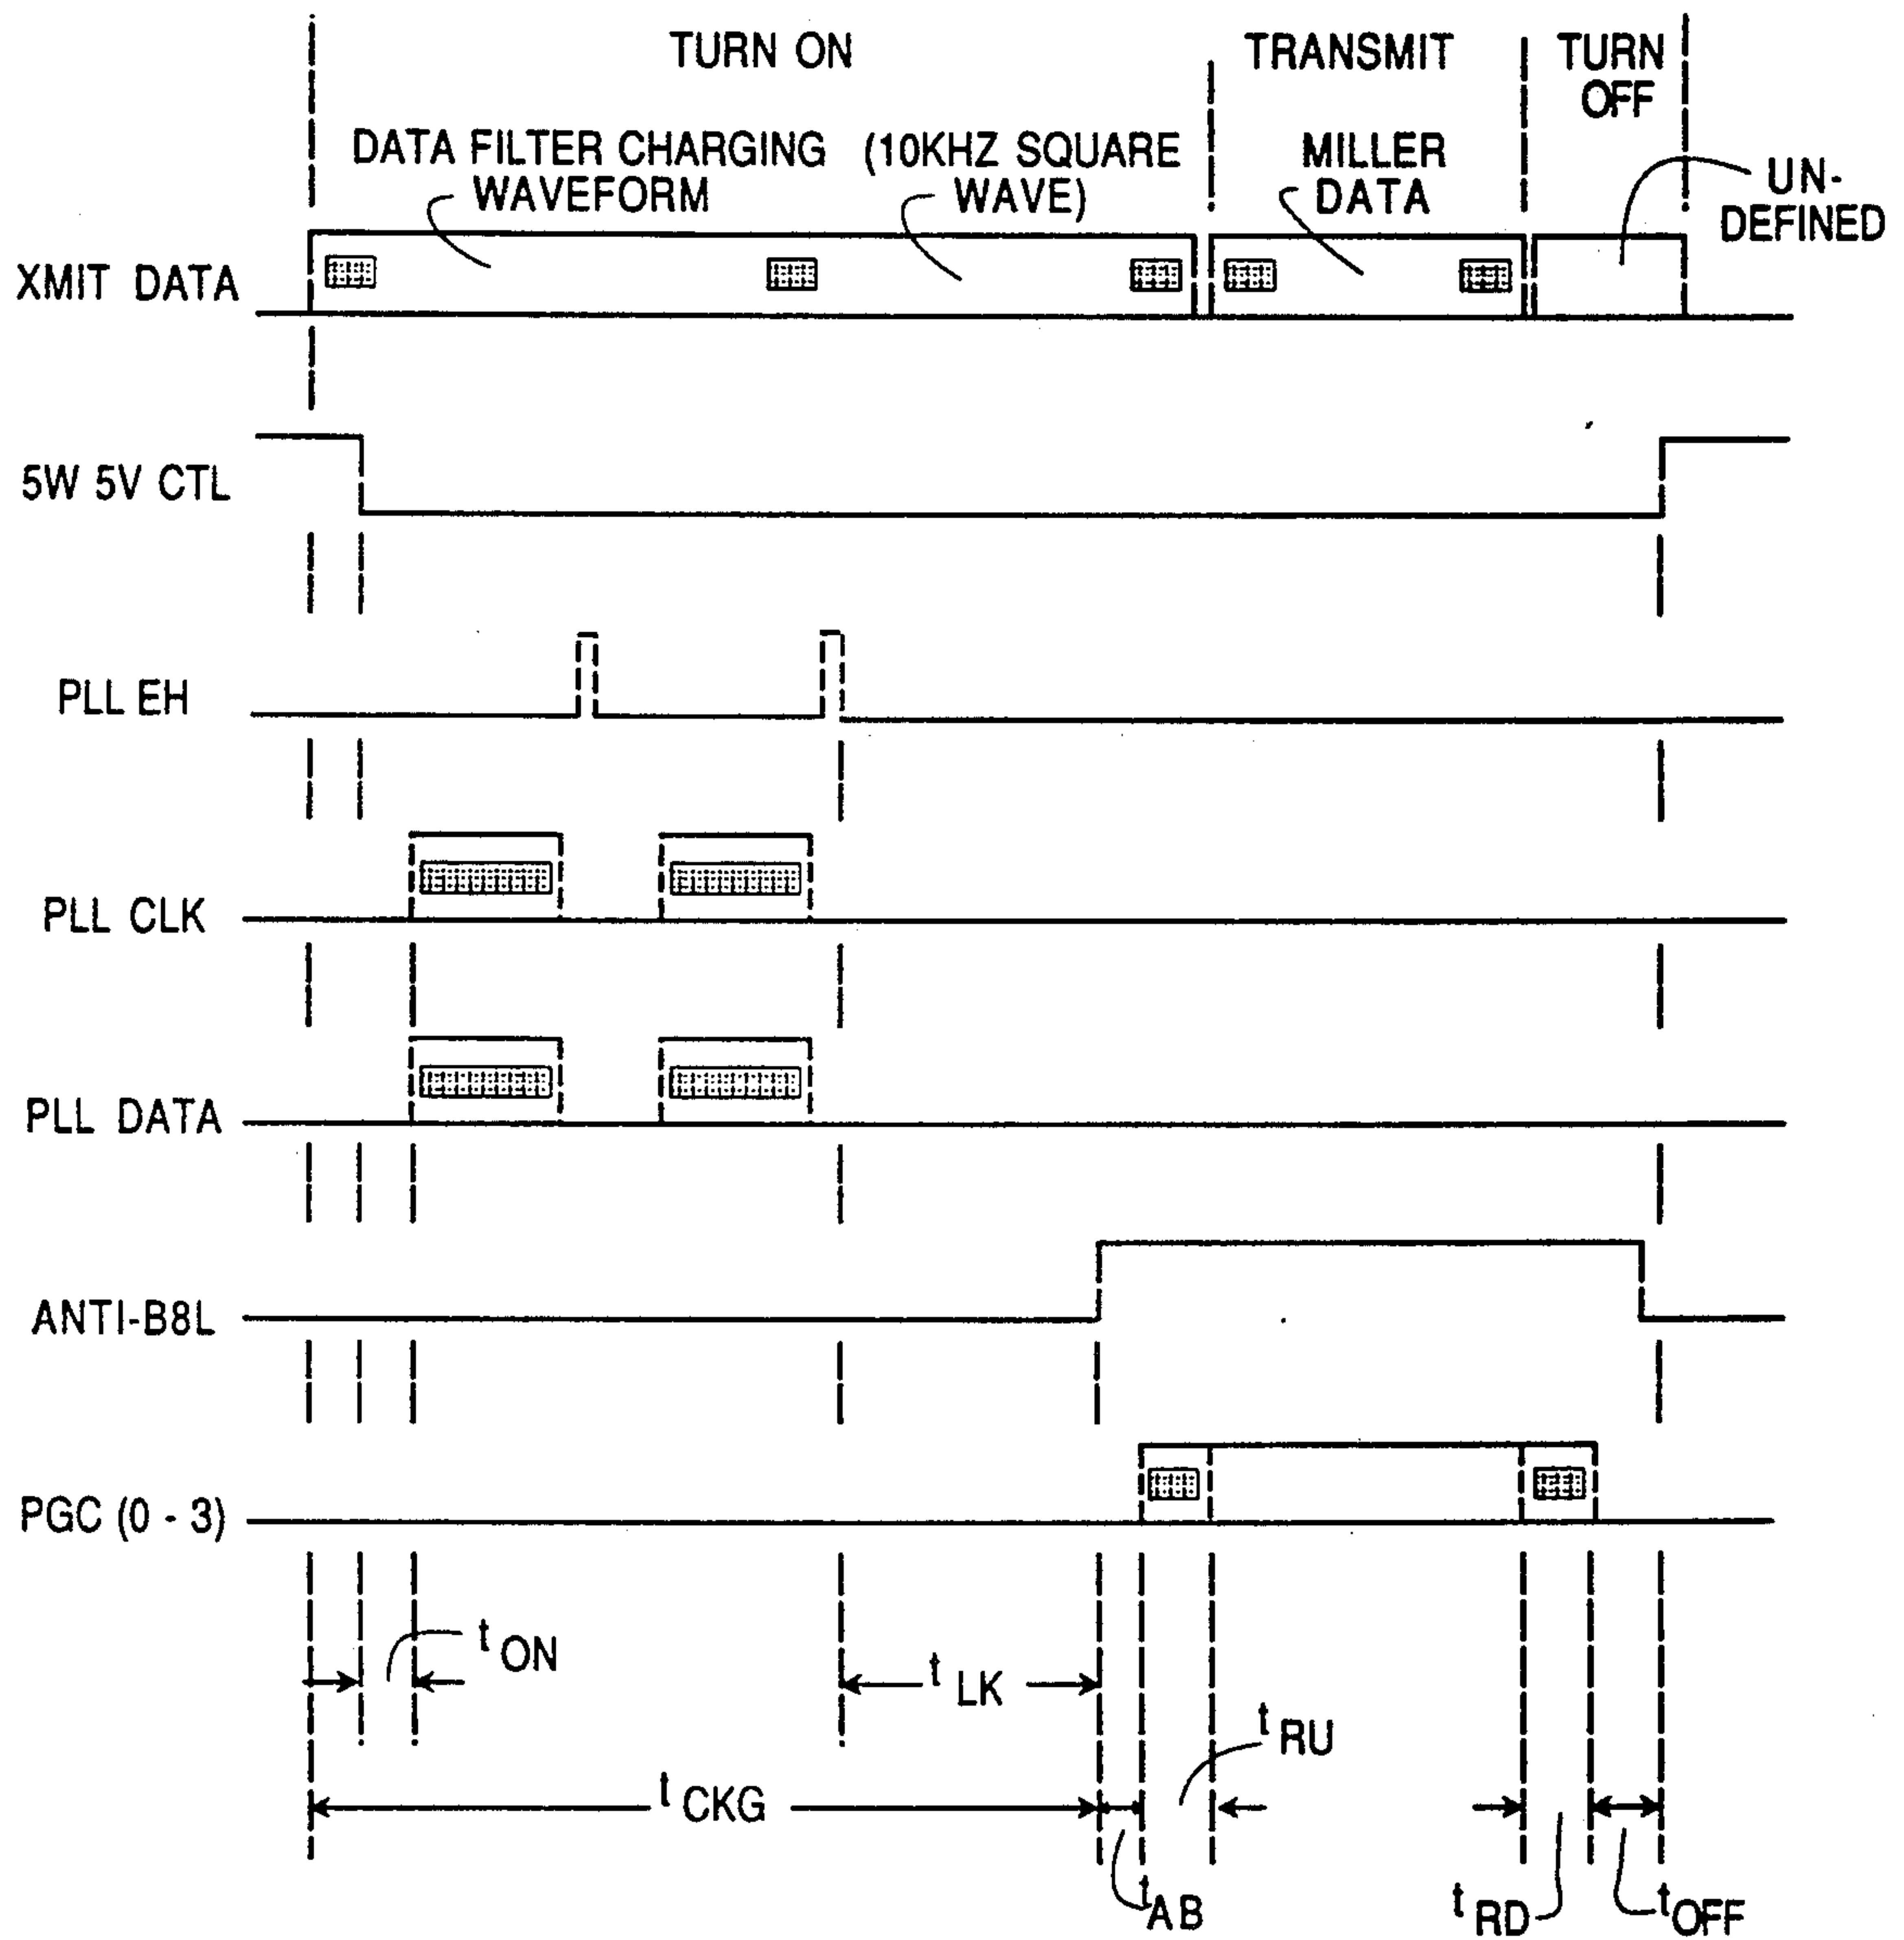 TURN ON
TRANSMIT
TURN
OFF
DATA FILTER CHARGING
WAVEFORM
(10KHZ SQUARE
WAVE)
MILLER
DATA
UN-
DEFINED
XMIT DATA
5W 5V CTL
PLL EH
PLL CLK
PLL DATA
ANTI-B8L
PGC (0 - 3)
t ON
t LK
t RU
t CKG
t AB
t RD
t OFF